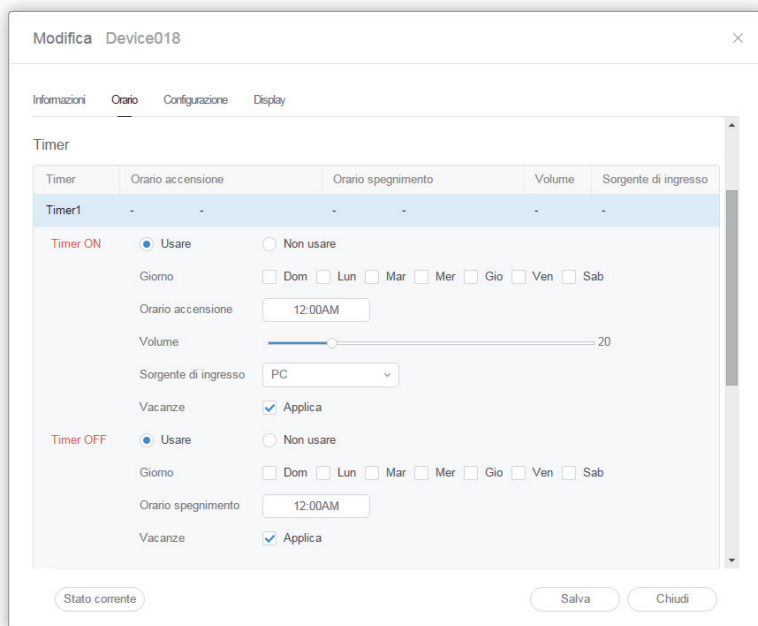 Modifica Device018
Informazioni Orario Configurazione Display
Timer
Timer Orario accensione Orario spegnimento Volume Sorgente di ingresso
Timer1 - - - - - -
Timer ON Usare Non usare
Giorno Dom Lun Mar Mer Gio Ven Sab
Orario accensione 12:00AM
Volume 20
Sorgente di ingresso PC
Vacanze Applica
Timer OFF Usare Non usare
Giorno Dom Lun Mar Mer Gio Ven Sab
Orario spegnimento 12:00AM
Vacanze Applica
Stato corrente Salva Chiudi